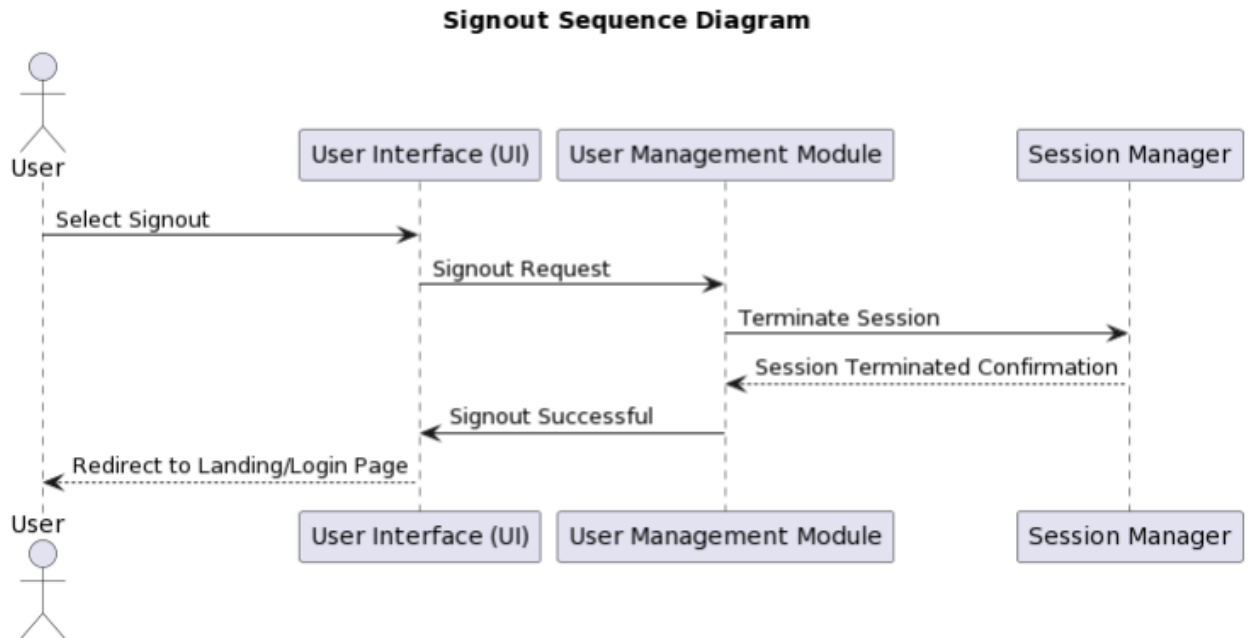 Signout Sequence Diagram
User
User Interface (UI)
User Management Module
Session Manager
Select Signout
Signout Request
Terminate Session
Session Terminated Confirmation
Signout Successful
Redirect to Landing/Login Page
User
User Interface (UI)
User Management Module
Session Manager